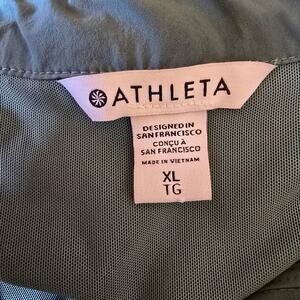 ATHLETA
DESIGNED IN
SAN FRANCISCO
CONÇU À
SAN FRANCISCO
MADE IN VIETNAM
XL
TG